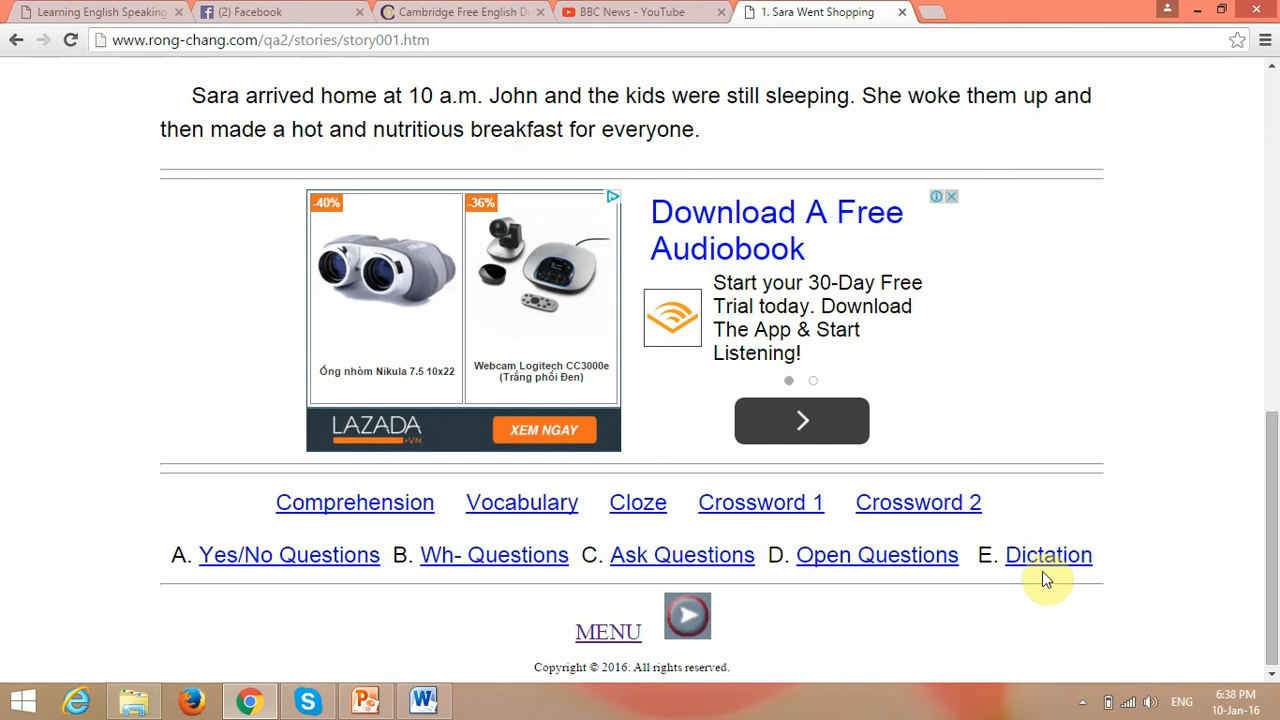 Learning English Speaking
(2) Facebook
Cambridge Free English Di
BBC News - YouTube
1. Sara Went Shopping
www.rong-chang.com/qa2/stories/story001.htm
Sara arrived home at 10 a.m. John and the kids were still sleeping. She woke them up and
then made a hot and nutritious breakfast for everyone.
-40%
-36%
Ống nhòm Nikula 7.5 10x22
Webcam Logitech CC3000e
(Trắng phối Đen)
LAZADA
.VN
XEM NGAY
Download A Free
Audiobook
Start your 30-Day Free
Trial today. Download
The App & Start
Listening!
Comprehension Vocabulary Cloze Crossword 1 Crossword 2
A. Yes/No Questions B. Wh- Questions C. Ask Questions D. Open Questions E. Dictation
MENU
Copyright © 2016. All rights reserved.
ENG
6:38 PM
10-Jan-16